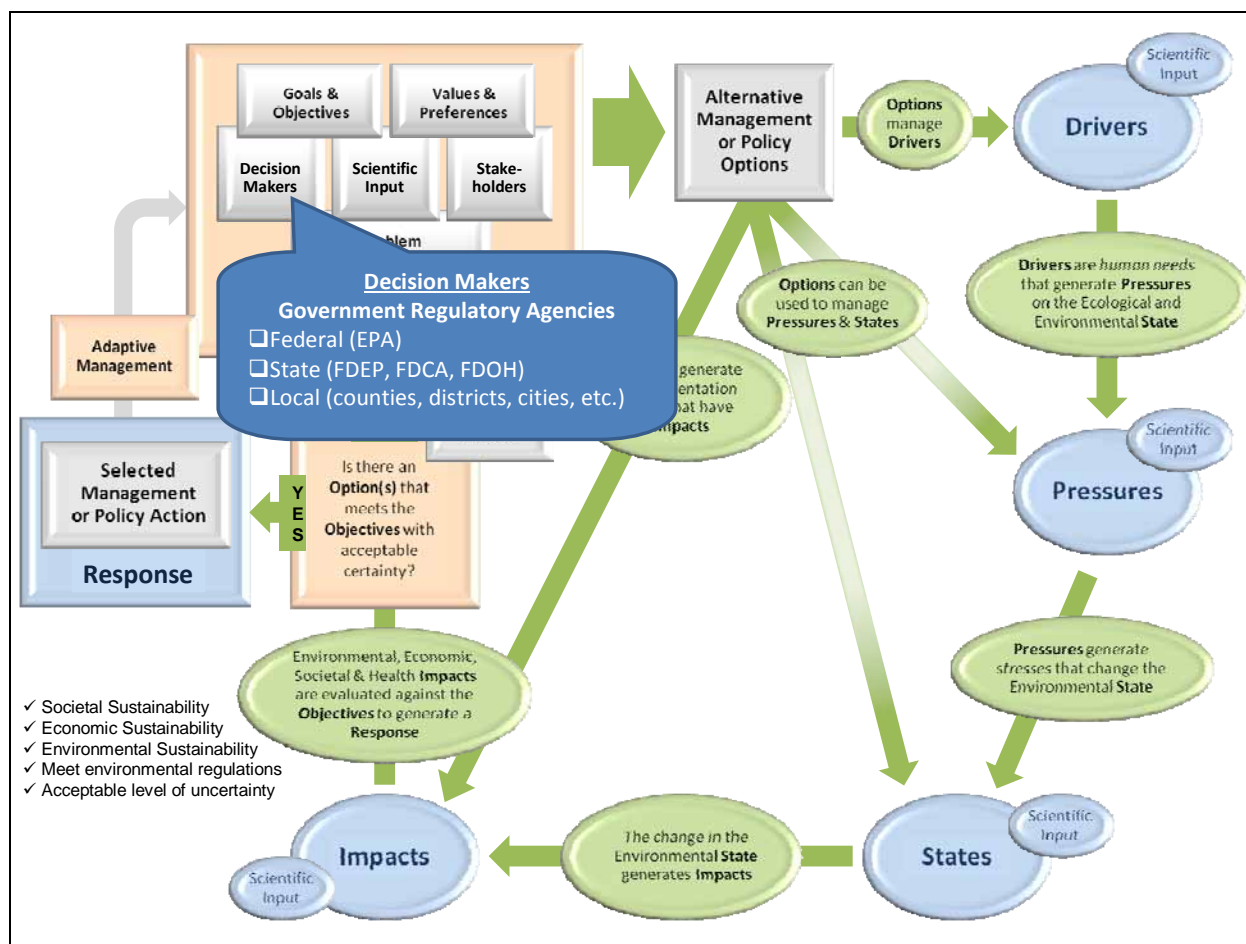 Goals &
Objectives
Values &
Preferences
Decision
Makers
Scientific
Input
Stake-
holders
Decision Makers
Government Regulatory Agencies
❑Federal (EPA)
❑State (FDEP, FDCA, FDOH)
❑Local (counties, districts, cities, etc.)
Adaptive
Management
Selected
Management
or Policy Action
Response
YES
Is there an
Option(s) that
meets the
Objectives with
acceptable
certainty?
Alternative
Management
or Policy
Options
Options
manage
Drivers
Drivers
Scientific
Input
Drivers are human needs
that generate Pressures
on the Ecological and
Environmental State
Options can be
used to manage
Pressures & States
generate
that have
Pressures
Scientific
Input
Pressures generate
stresses that change the
Environmental State
States
Scientific
Input
The change in the
Environmental State
generates Impacts
Impacts
Scientific
Input
Environmental, Economic,
Societal & Health Impacts
are evaluated against the
Objectives to generate a
Response
✓ Societal Sustainability
✓ Economic Sustainability
✓ Environmental Sustainability
✓ Meet environmental regulations
✓ Acceptable level of uncertainty